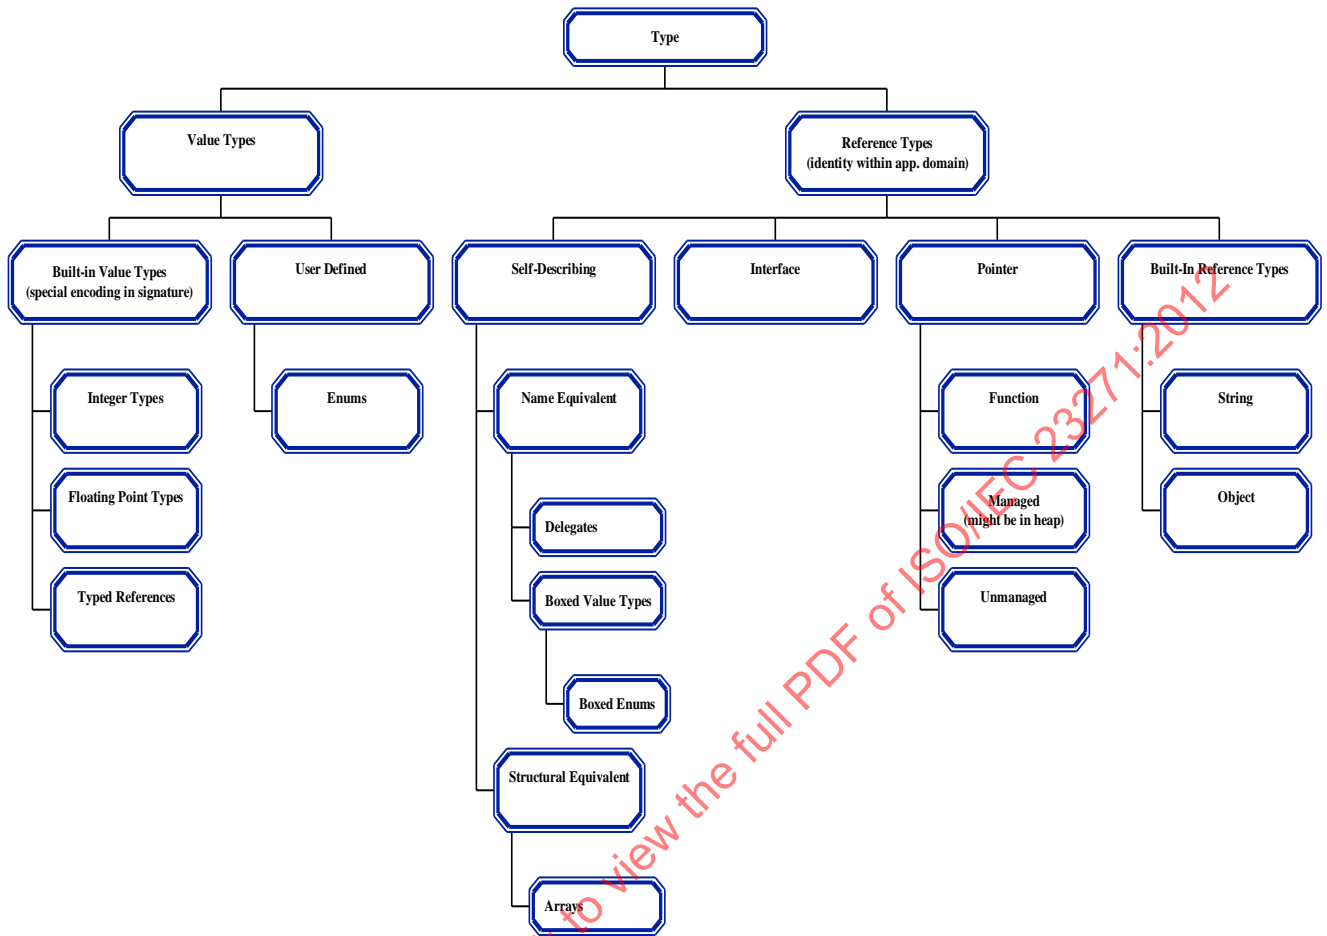 Type
Value Types
Reference Types
(identity within app. domain)
Built-in Value Types
(special encoding in signature)
User Defined
Self-Describing
Interface
Pointer
Built-In Reference Types
Integer Types
Enums
Name Equivalent
Function
String
Floating Point Types
Managed
(might be in heap)
Object
Delegates
Typed References
Boxed Value Types
Unmanaged
Boxed Enums
Structural Equivalent
Arrays
to view the full PDF of ISO/IEC 23271:2012